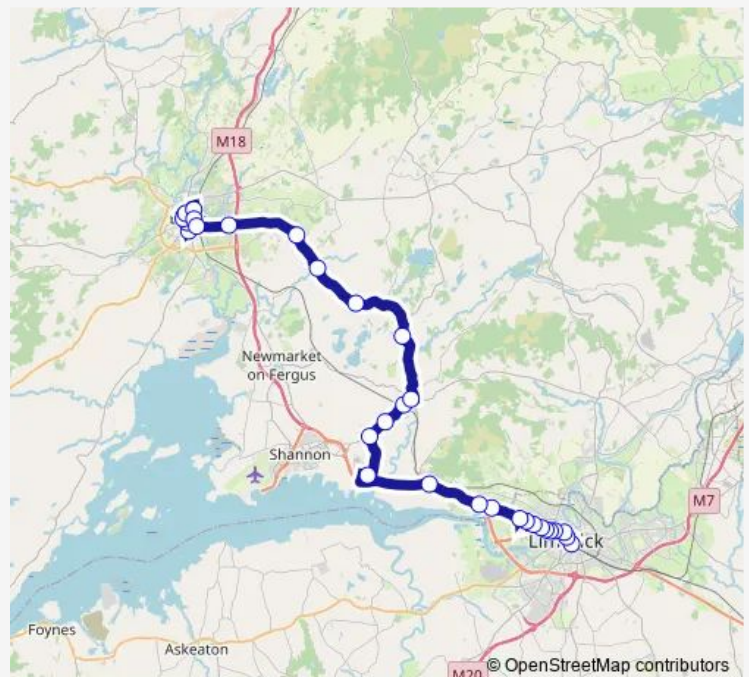 M18
Newmarket
on Fergus
Shannon
M7
Foynes
Askeaton
M20
© OpenStreetMap contributors